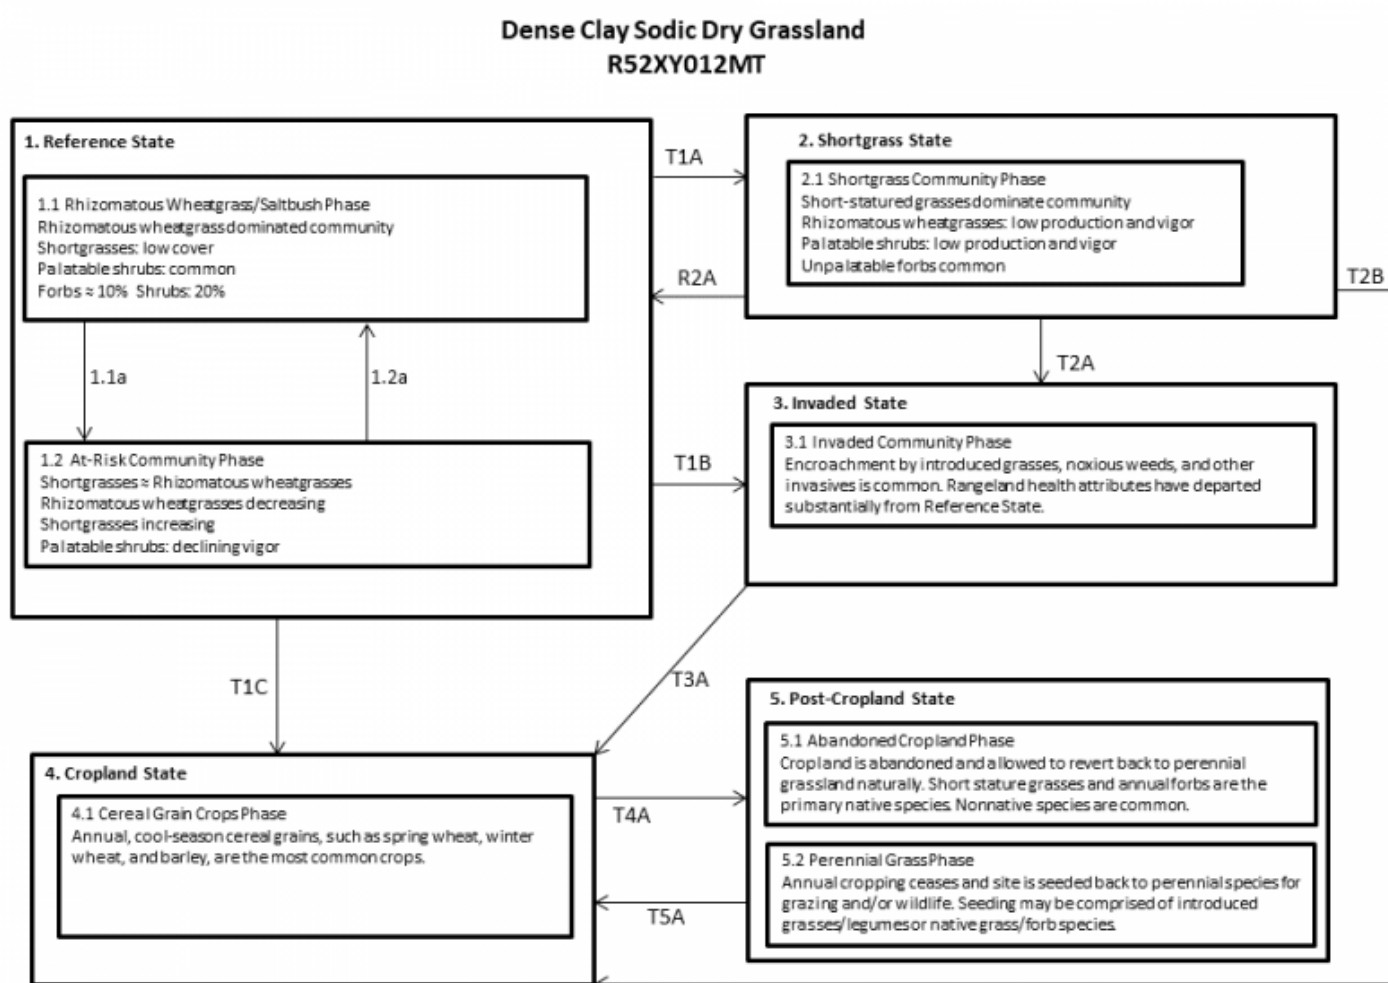 Dense Clay Sodic Dry Grassland
R52XY012MT
1. Reference State
1.1 Rhizomatous Wheatgrass/Saltbush Phase
Rhizomatous wheatgrass dominated community
Shortgrasses: low cover
Palatable shrubs: common
Forbs ≈ 10% Shrubs: 20%
1.1a
1.2a
1.2 At-Risk Community Phase
Shortgrasses ≈ Rhizomatous wheatgrasses
Rhizomatous wheatgrasses decreasing
Shortgrasses increasing
Palatable shrubs: declining vigor
T1A
R2A
T1B
T1C
2. Shortgrass State
2.1 Shortgrass Community Phase
Short-statured grasses dominate community
Rhizomatous wheatgrasses: low production and vigor
Palatable shrubs: low production and vigor
Unpalatable forbs common
T2B
T2A
3. Invaded State
3.1 Invaded Community Phase
Encroachment by introduced grasses, noxious weeds, and other
invasives is common. Rangeland health attributes have departed
substantially from Reference State.
T3A
4. Cropland State
4.1 Cereal Grain Crops Phase
Annual, cool-season cereal grains, such as spring wheat, winter
wheat, and barley, are the most common crops.
T4A
T5A
5. Post-Cropland State
5.1 Abandoned Cropland Phase
Cropland is abandoned and allowed to revert back to perennial
grassland naturally. Short stature grasses and annual forbs are the
primary native species. Nonnative species are common.
5.2 Perennial Grass Phase
Annual cropping ceases and site is seeded back to perennial species for
grazing and/or wildlife. Seeding may be comprised of introduced
grasses/legumes or native grass/forb species.